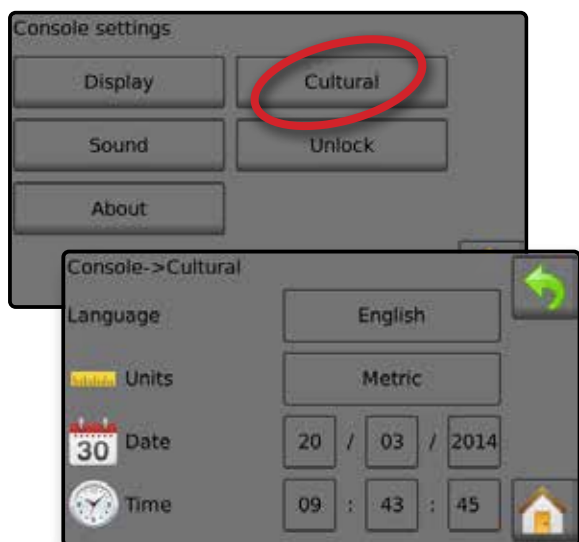 Console settings
Display Cultural
Sound Unlock
About
Console->Cultural
Language English
Units Metric
30 Date 20 / 03 / 2014
Time 09 : 43 : 45